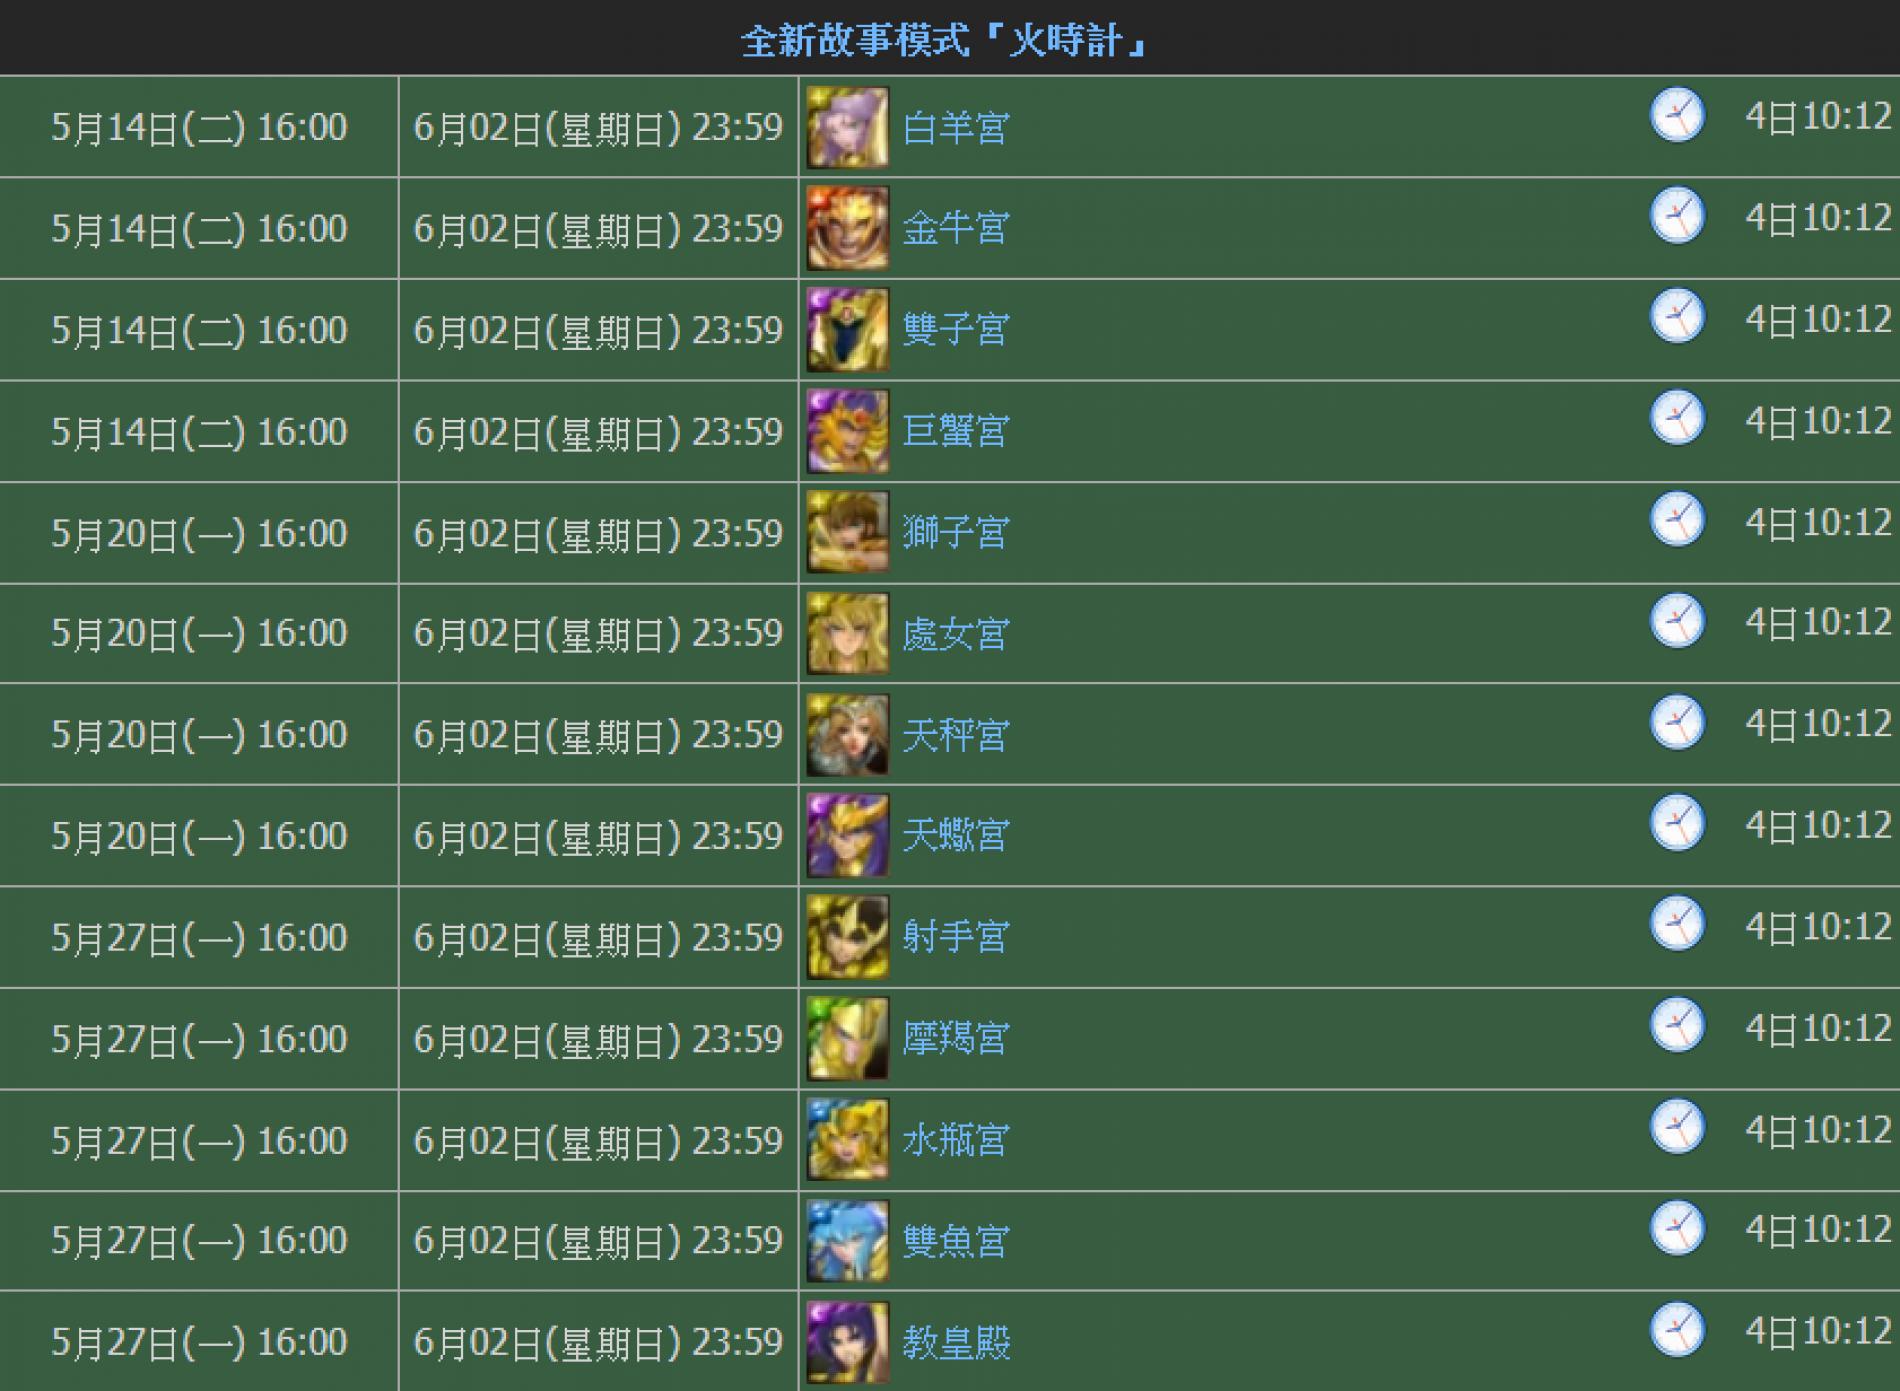 全新故事模式「火時計」
5月14日(二) 16:00 6月02日(星期日) 23:59 白羊宮 4日10:12
5月14日(二) 16:00 6月02日(星期日) 23:59 金牛宮 4日10:12
5月14日(二) 16:00 6月02日(星期日) 23:59 雙子宮 4日10:12
5月14日(二) 16:00 6月02日(星期日) 23:59 巨蟹宮 4日10:12
5月20日(一) 16:00 6月02日(星期日) 23:59 獅子宮 4日10:12
5月20日(一) 16:00 6月02日(星期日) 23:59 處女宮 4日10:12
5月20日(一) 16:00 6月02日(星期日) 23:59 天秤宮 4日10:12
5月20日(一) 16:00 6月02日(星期日) 23:59 天蠍宮 4日10:12
5月27日(一) 16:00 6月02日(星期日) 23:59 射手宮 4日10:12
5月27日(一) 16:00 6月02日(星期日) 23:59 摩羯宮 4日10:12
5月27日(一) 16:00 6月02日(星期日) 23:59 水瓶宮 4日10:12
5月27日(一) 16:00 6月02日(星期日) 23:59 雙魚宮 4日10:12
5月27日(一) 16:00 6月02日(星期日) 23:59 教皇殿 4日10:12